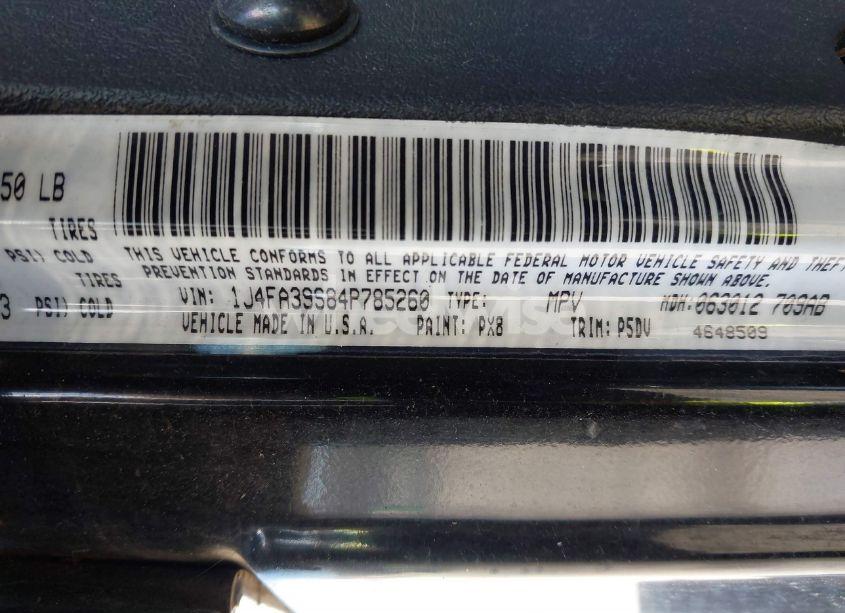 50 LB
TIRES
PSI) COLD THIS VEHICLE CONFORMS TO ALL APPLICABLE FEDERAL MOTOR VEHICLE SAFETY AND THEFT
TIRES PREVENTION STANDARDS IN EFFECT ON THE DATE OF MANUFACTURE SHOWN ABOVE.
3 PSI) COLD VIN: 1J4FA39S84P785260 TYPE: MPV MDH:063012 709AB
VEHICLE MADE IN U.S.A. PAINT: PX8 TRIM: P5DV 4648509